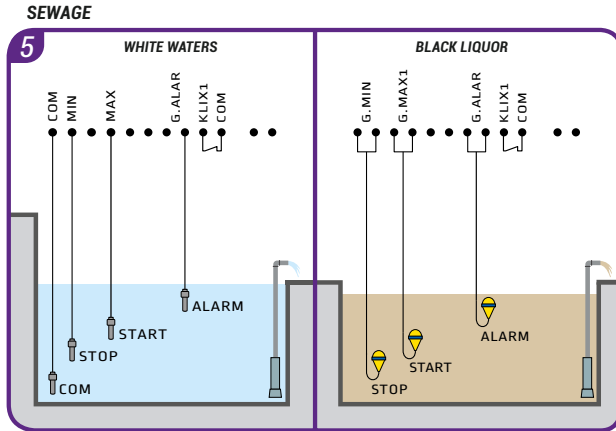 SEWAGE
5
WHITE WATERS
COM
MIN
MAX
G.ALAR
KLIX1
COM
ALARM
START
STOP
COM
BLACK LIQUOR
G.MIN
G.MAX1
G.ALAR
KLIX1
COM
ALARM
START
STOP